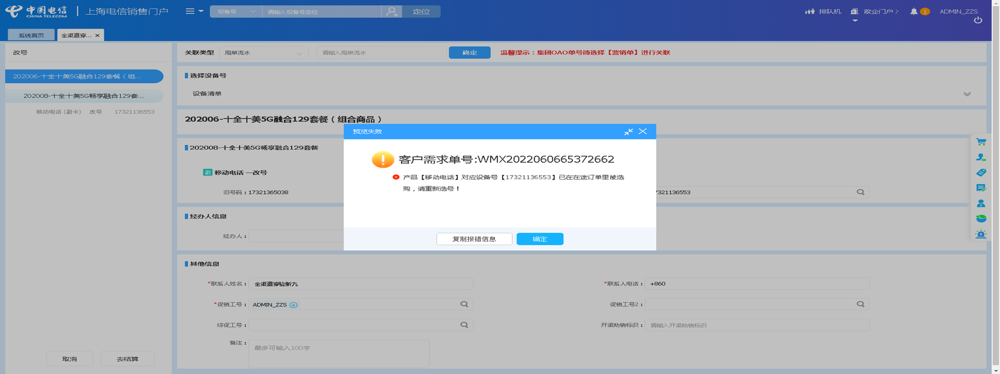 中国电信
CHINA TELECOM
上海电信销售门户
设备号
请输入设备号定位
定位
排队机
政企门户 >
1
ADMIN_ZZS
系统首页
全渠道穿... ×
改号
202006-十全十美5G融合129套餐（组...
202008-十全十美5G畅享融合129套...
移动电话 (副卡) 改号 17321136553
取消
去结算
关联类型
甩单流水
请输入甩单流水
确定
温馨提示：集团OAO单号请选择【营销单】进行关联
选择设备号
设备清单
202006-十全十美5G融合129套餐（组合商品）
202008-十全十美5G畅享融合129套餐
副 移动电话 —改号
旧号码：17321365038
7321136553
预览失败
客户需求单号:WMX2022060665372662
产品【移动电话】对应设备号【17321136553】已在在途订单里被选
购，请重新选号！
复制报错信息
确定
经办人信息
经办人：
其他信息
*联系人姓名：全渠道穿验新九
*联系人电话：+860
*促销工号：ADMIN_ZZS
促销工号2：
综促工号：
开渠助销标识：请输入开渠助销标识
备注：最多可输入100字